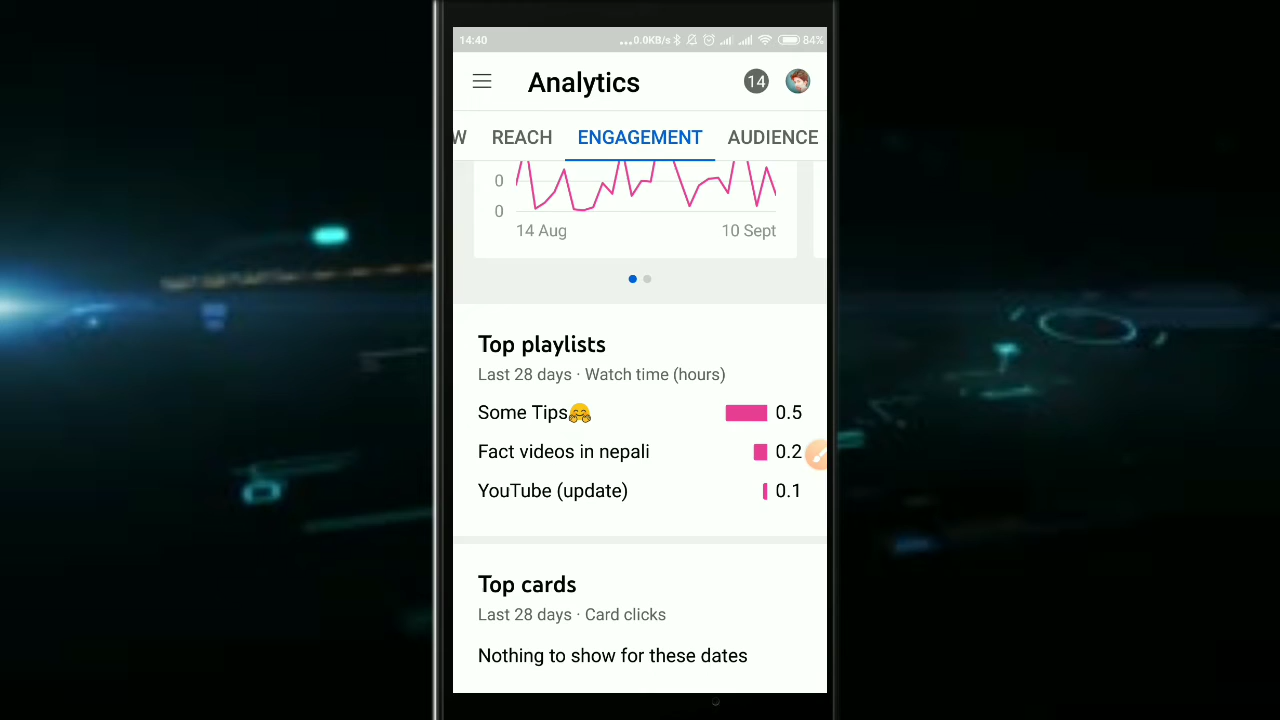 14:40 ...0.0KB/s 84%
Analytics 14
W REACH ENGAGEMENT AUDIENCE
0
0
14 Aug 10 Sept
Top playlists
Last 28 days · Watch time (hours)
Some Tips🤗 0.5
Fact videos in nepali 0.2
YouTube (update) 0.1
Top cards
Last 28 days · Card clicks
Nothing to show for these dates